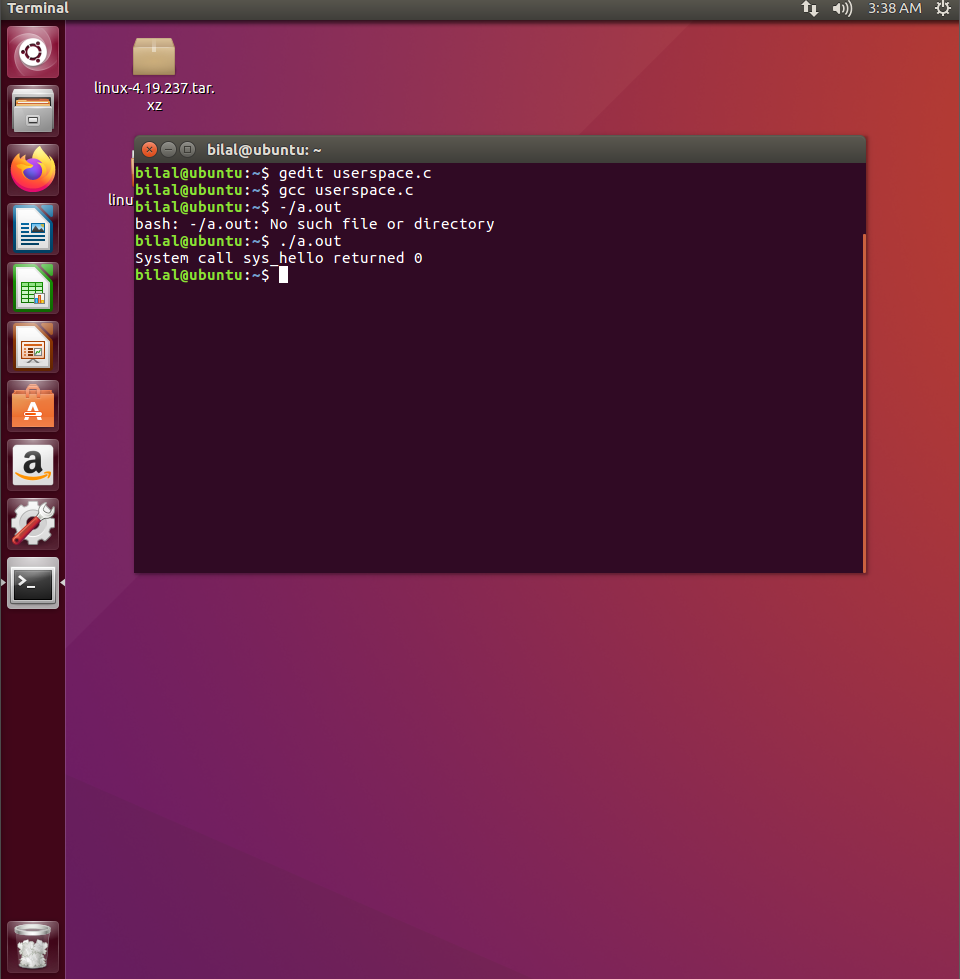 Terminal
3:38 AM
linux-4.19.237.tar.
xz
linu
bilal@ubuntu: ~
bilal@ubuntu:~$ gedit userspace.c
bilal@ubuntu:~$ gcc userspace.c
bilal@ubuntu:~$ -/a.out
bash: -/a.out: No such file or directory
bilal@ubuntu:~$ ./a.out
System call sys_hello returned 0
bilal@ubuntu:~$